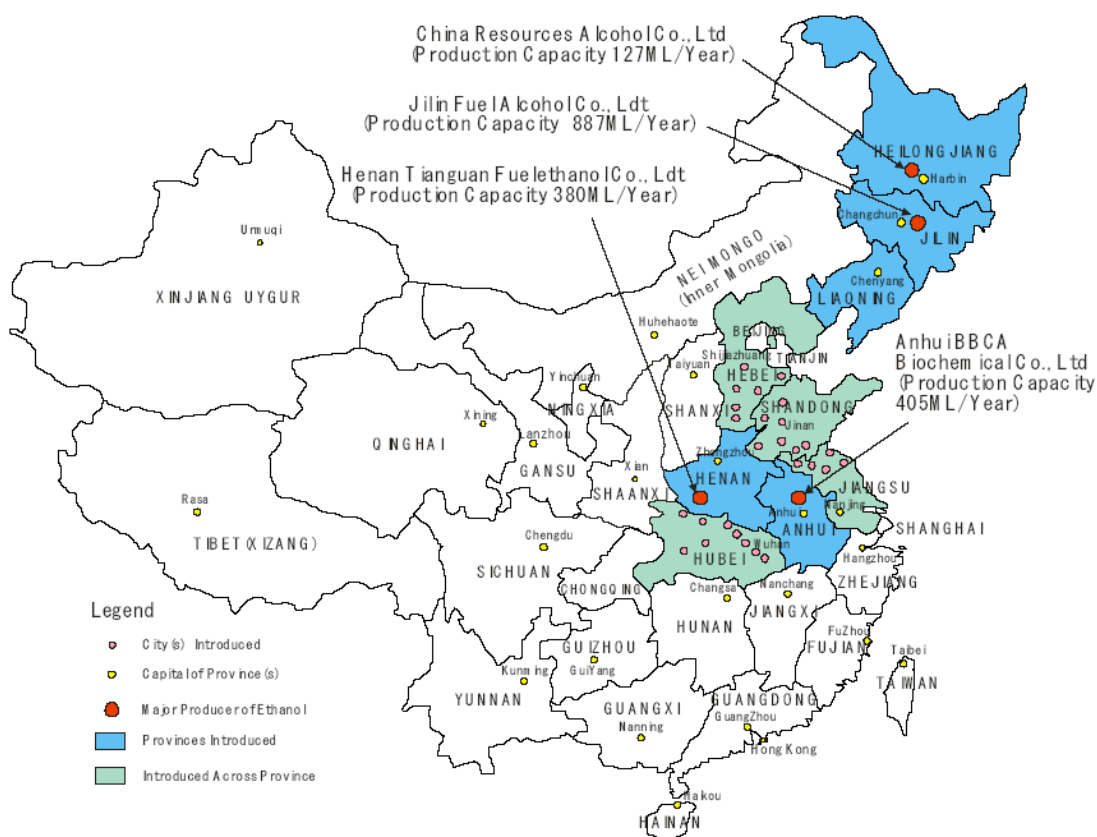 China Resources Alcohol Co., Ltd
(Production Capacity 127ML/Year)
Jilin Fuel Alcohol Co., Ldt
(Production Capacity 887ML/Year)
Henan Tianguan Fuelethanol Co., Ldt
(Production Capacity 380ML/Year)
HEILONGJIANG
Harbin
Changchun
JILIN
Urmuqi
NEI MONGO
(Inner Mongolia)
Chenyang
LIAONING
XINJIANG UYGUR
Huhehaote
BEIJING
Anhui BBCA
Biochemical Co., Ltd
(Production Capacity
405ML/Year)
Shijiazhuang
TIANJIN
Taiyuan
HEBEI
Yinchuan
NINGXIA
SHANXI
SHANDONG
Xining
Jinan
QINGHAI
Lanzhou
GANSU
Zhengzhou
Xian
HENAN
SHAANXI
JIANGSU
Rasa
Anhui
Nanjing
ANHUI
SHANGHAI
TIBET(XIZANG)
Chengdu
Wuhan
HUBEI
Hangzhou
SICHUAN
CHONGQING
Changsa
Nanchang
ZHEJIANG
JIANGXI
HUNAN
FuZhou
FUJIAN
GUIZHOU
GuiYang
Taibei
TAIWAN
Kunming
YUNNAN
GUANGXI
Nanning
GUANGDONG
GuangZhou
Hong Kong
Haikou
HAINAN
Legend
City(s) Introduced
Capital of Province(s)
Major Producer of Ethanol
Provinces Introduced
Introduced Across Province